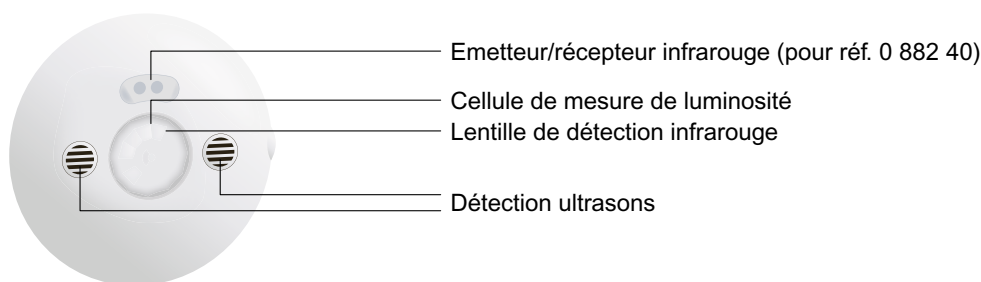 Emetteur/récepteur infrarouge (pour réf. 0 882 40)
Cellule de mesure de luminosité
Lentille de détection infrarouge
Détection ultrasons